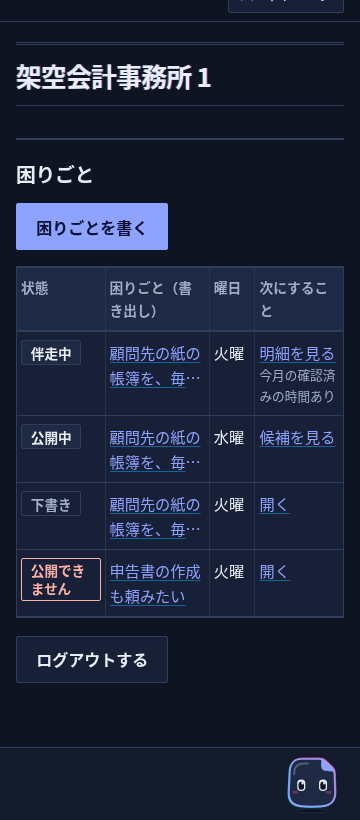 架空会計事務所 1
困りごと
困りごとを書く
状態
困りごと（書き出し）
曜日
次にすること
伴走中
顧問先の紙の帳簿を、毎…
火曜
明細を見る
今月の確認済みの時間あり
公開中
顧問先の紙の帳簿を、毎…
水曜
候補を見る
下書き
顧問先の紙の帳簿を、毎…
火曜
開く
公開できません
申告書の作成も頼みたい
火曜
開く
ログアウトする